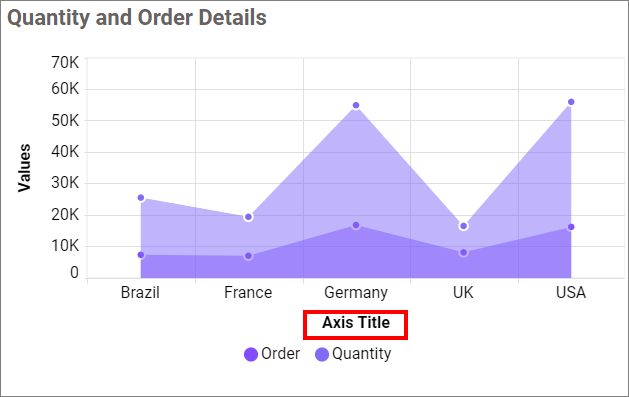 Quantity and Order Details
70K
60K
50K
40K
30K
20K
10K
0
Values
Brazil France Germany UK USA
Axis Title
Order Quantity